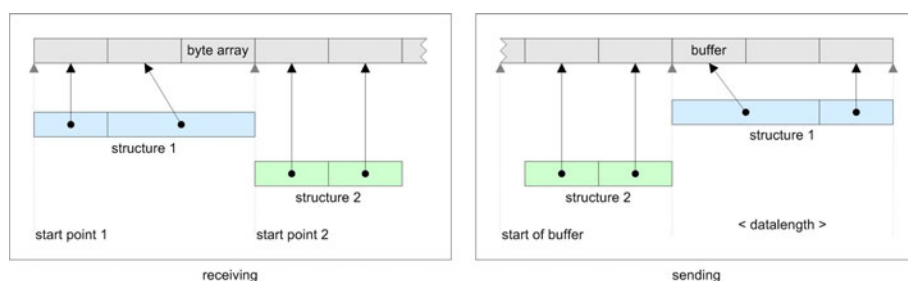 byte array
structure 1
structure 2
start point 1
start point 2
receiving
buffer
structure 1
structure 2
start of buffer
< datalength >
sending